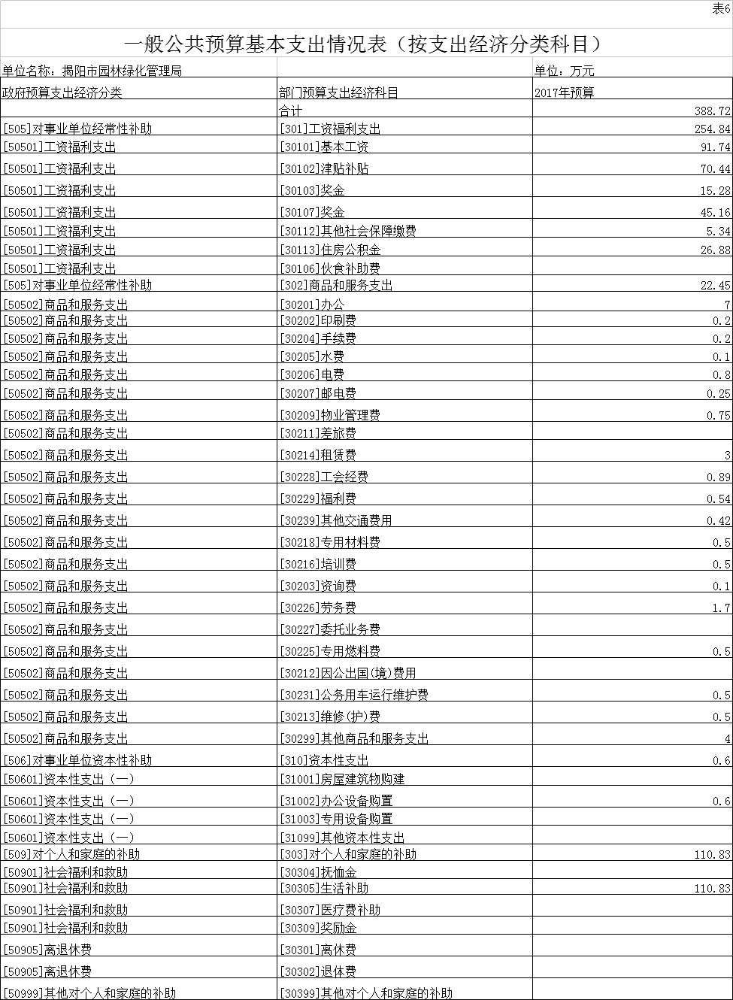 表6
一般公共预算基本支出情况表（按支出经济分类科目）
单位名称：揭阳市园林绿化管理局 单位：万元
政府预算支出经济分类 部门预算支出经济科目 2017年预算
合计 388.72
[505]对事业单位经常性补助 [301]工资福利支出 254.84
[50501]工资福利支出 [30101]基本工资 91.74
[50501]工资福利支出 [30102]津贴补贴 70.44
[50501]工资福利支出 [30103]奖金 15.28
[50501]工资福利支出 [30107]奖金 45.16
[50501]工资福利支出 [30112]其他社会保障缴费 5.34
[50501]工资福利支出 [30113]住房公积金 26.88
[50501]工资福利支出 [30106]伙食补助费
[505]对事业单位经常性补助 [302]商品和服务支出 22.45
[50502]商品和服务支出 [30201]办公 7
[50502]商品和服务支出 [30202]印刷费 0.2
[50502]商品和服务支出 [30204]手续费 0.2
[50502]商品和服务支出 [30205]水费 0.1
[50502]商品和服务支出 [30206]电费 0.8
[50502]商品和服务支出 [30207]邮电费 0.25
[50502]商品和服务支出 [30209]物业管理费 0.75
[50502]商品和服务支出 [30211]差旅费
[50502]商品和服务支出 [30214]租赁费 3
[50502]商品和服务支出 [30228]工会经费 0.89
[50502]商品和服务支出 [30229]福利费 0.54
[50502]商品和服务支出 [30239]其他交通费用 0.42
[50502]商品和服务支出 [30218]专用材料费 0.5
[50502]商品和服务支出 [30216]培训费 0.5
[50502]商品和服务支出 [30203]资询费 0.1
[50502]商品和服务支出 [30226]劳务费 1.7
[50502]商品和服务支出 [30227]委托业务费
[50502]商品和服务支出 [30225]专用燃料费 0.5
[50502]商品和服务支出 [30212]因公出国(境)费用
[50502]商品和服务支出 [30231]公务用车运行维护费 0.5
[50502]商品和服务支出 [30213]维修(护)费 0.5
[50502]商品和服务支出 [30299]其他商品和服务支出 4
[506]对事业单位资本性补助 [310]资本性支出 0.6
[50601]资本性支出（一） [31001]房屋建筑物购建
[50601]资本性支出（一） [31002]办公设备购置 0.6
[50601]资本性支出（一） [31003]专用设备购置
[50601]资本性支出（一） [31099]其他资本性支出
[509]对个人和家庭的补助 [303]对个人和家庭的补助 110.83
[50901]社会福利和救助 [30304]抚恤金
[50901]社会福利和救助 [30305]生活补助 110.83
[50901]社会福利和救助 [30307]医疗费补助
[50901]社会福利和救助 [30309]奖励金
[50905]离退休费 [30301]离休费
[50905]离退休费 [30302]退体费
[50999]其他对个人和家庭的补助 [30399]其他对个人和家庭的补助